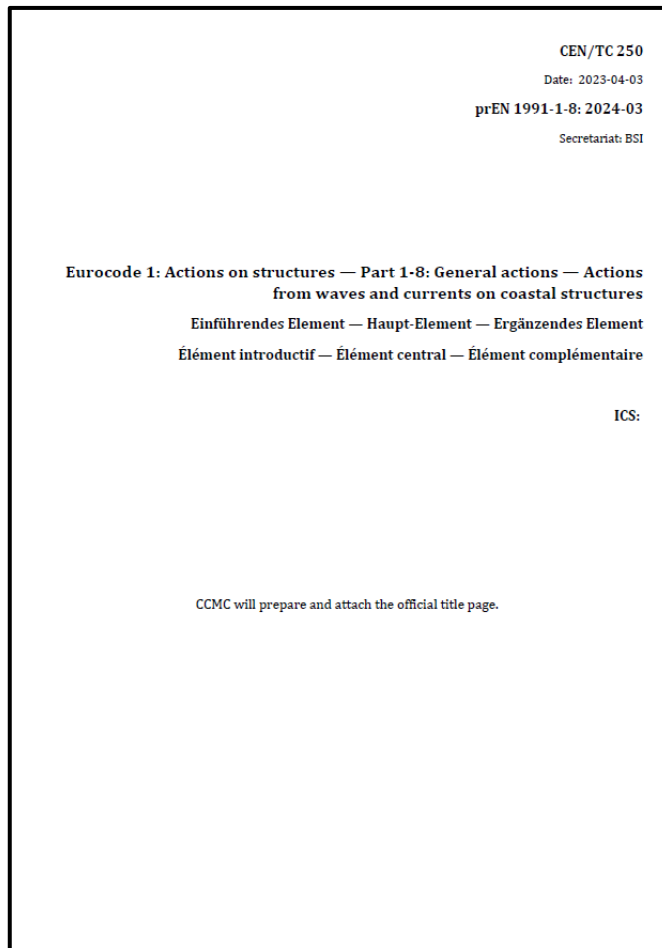 CEN/TC 250
Date: 2023-04-03
prEN 1991-1-8: 2024-03
Secretariat: BSI
Eurocode 1: Actions on structures — Part 1-8: General actions — Actions
from waves and currents on coastal structures
Einführendes Element — Haupt-Element — Ergänzendes Element
Élément introductif — Élément central — Élément complémentaire
ICS:
CCMC will prepare and attach the official title page.